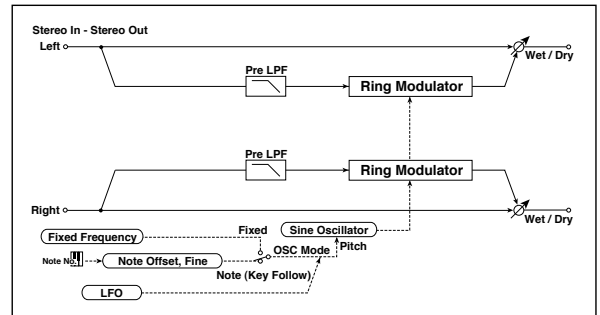 Stereo In - Stereo Out
Left
Wet / Dry
Pre LPF
Ring Modulator
Pre LPF
Ring Modulator
Right
Wet / Dry
Fixed Frequency
Fixed
Sine Oscillator
OSC Mode
Pitch
Note No.
Note Offset, Fine
Note (Key Follow)
LFO